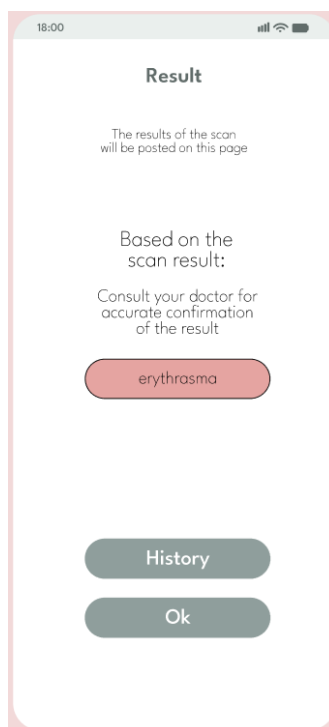 18:00
Result
The results of the scan
will be posted on this page
Based on the
scan result:
Consult your doctor for
accurate confirmation
of the result
erythrasma
History
Ok